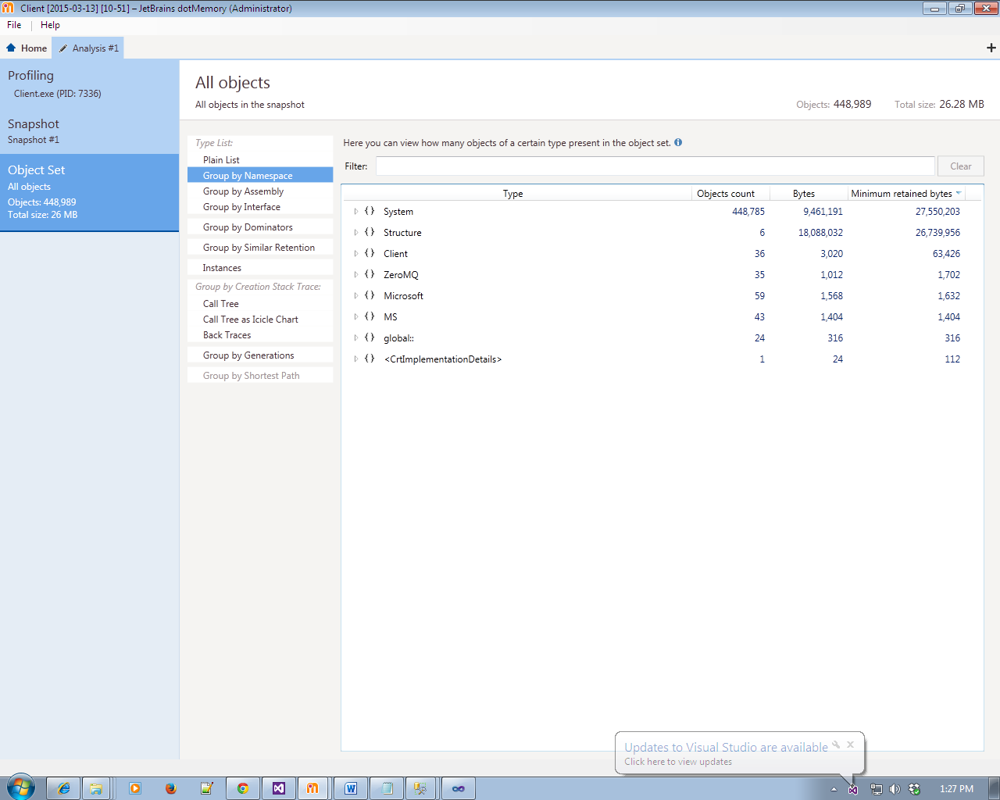 Client [2015-03-13] [10-51] – JetBrains dotMemory (Administrator)
File | Help
Home
Analysis #1
Profiling
Client.exe (PID: 7336)
Snapshot
Snapshot #1
Object Set
All objects
Objects: 448,989
Total size: 26 MB
All objects
All objects in the snapshot
Objects: 448,989
Total size: 26.28 MB
Type List:
Plain List
Group by Namespace
Group by Assembly
Group by Interface
Group by Dominators
Group by Similar Retention
Instances
Group by Creation Stack Trace:
Call Tree
Call Tree as Icicle Chart
Back Traces
Group by Generations
Group by Shortest Path
Here you can view how many objects of a certain type present in the object set.
Filter:
Clear
Type Objects count Bytes Minimum retained bytes
{} System 448,785 9,461,191 27,550,203
{} Structure 6 18,088,032 26,739,956
{} Client 36 3,020 63,426
{} ZeroMQ 35 1,012 1,702
{} Microsoft 59 1,568 1,632
{} MS 43 1,404 1,404
{} global:: 24 316 316
{} <CrtImplementationDetails> 1 24 112
Updates to Visual Studio are available
Click here to view updates
1:27 PM